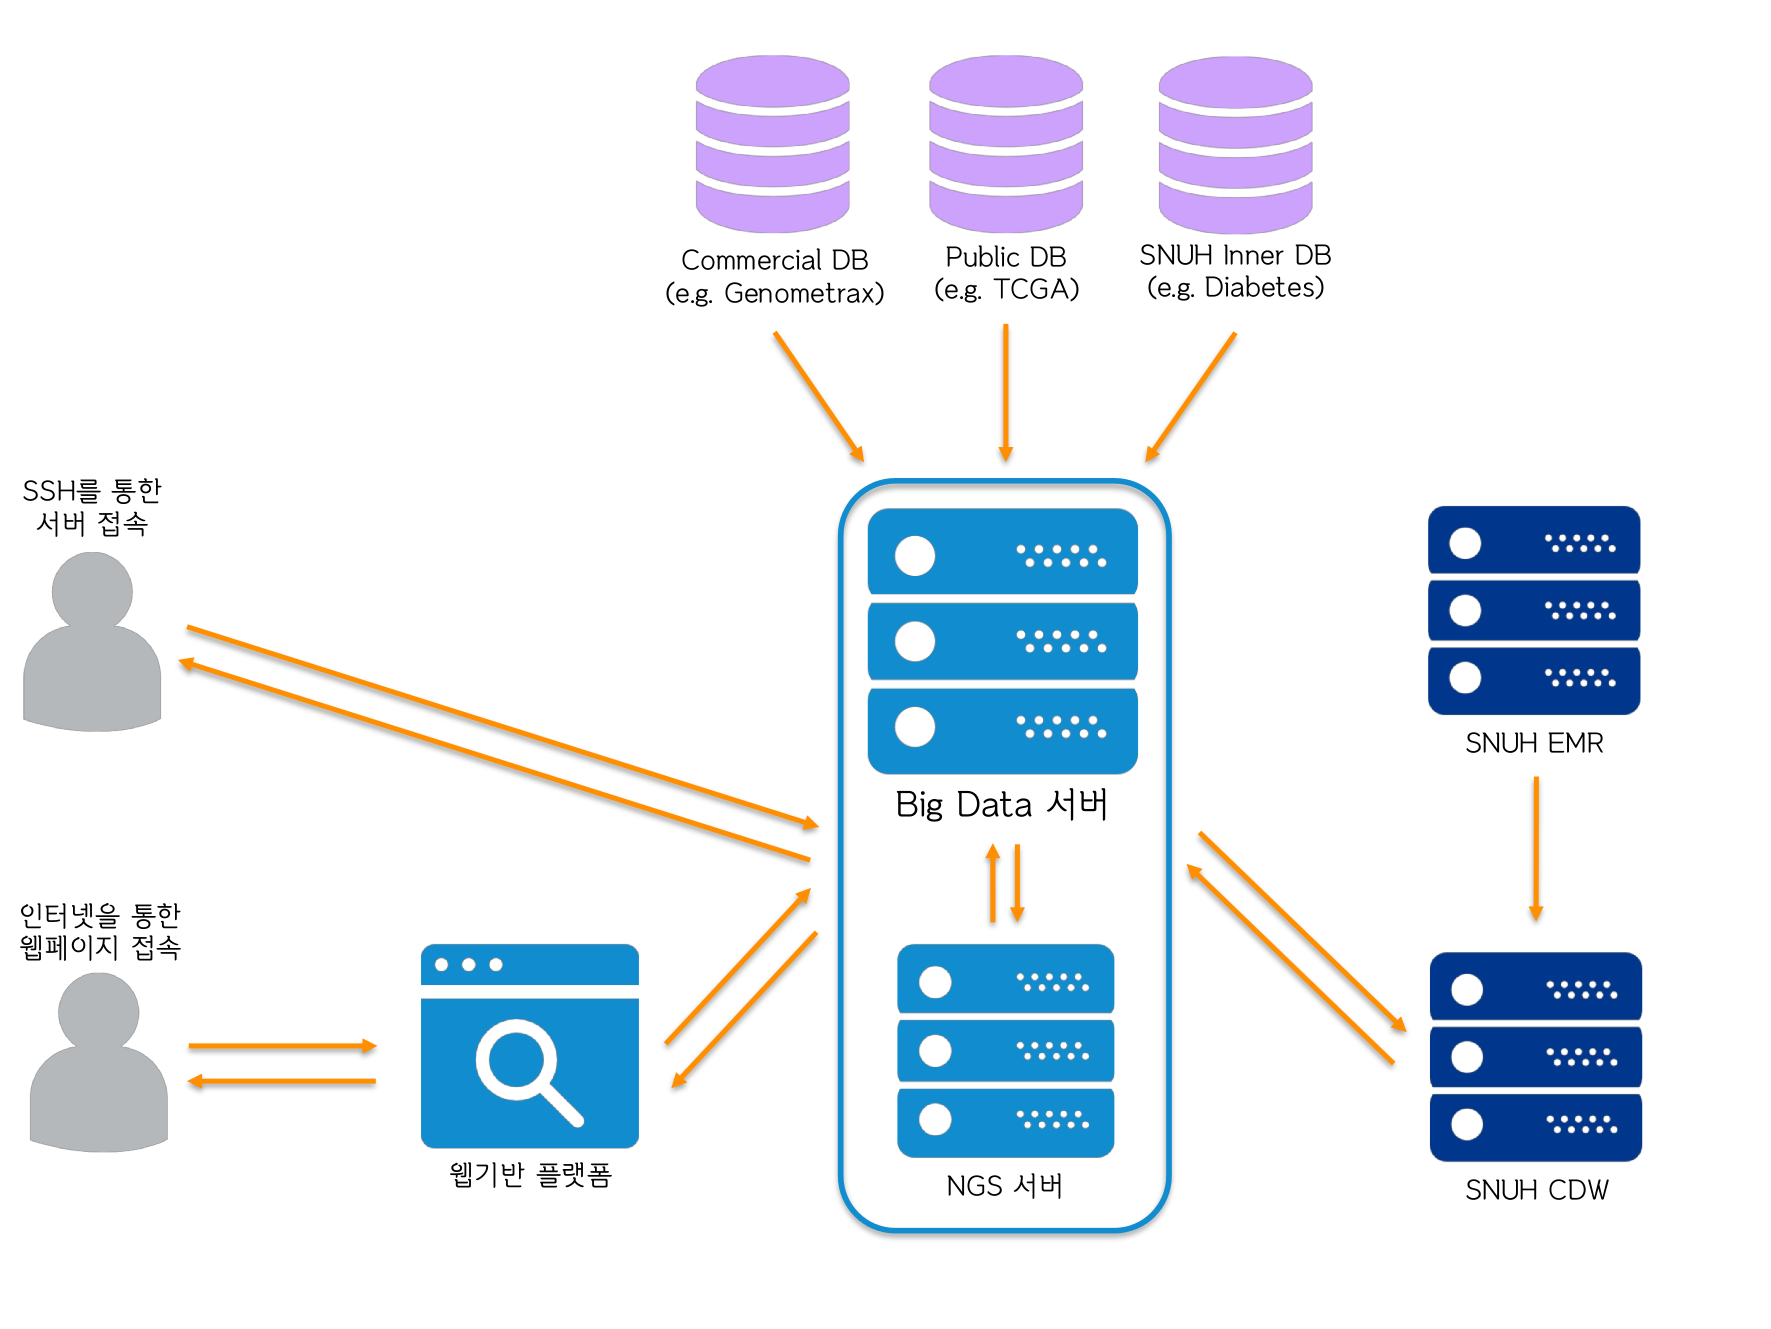 Commercial DB
(e.g. Genometrax)
Public DB
(e.g. TCGA)
SNUH Inner DB
(e.g. Diabetes)
SSH를 통한
서버 접속
Big Data 서버
SNUH EMR
인터넷을 통한
웹페이지 접속
웹기반 플랫폼
NGS 서버
SNUH CDW